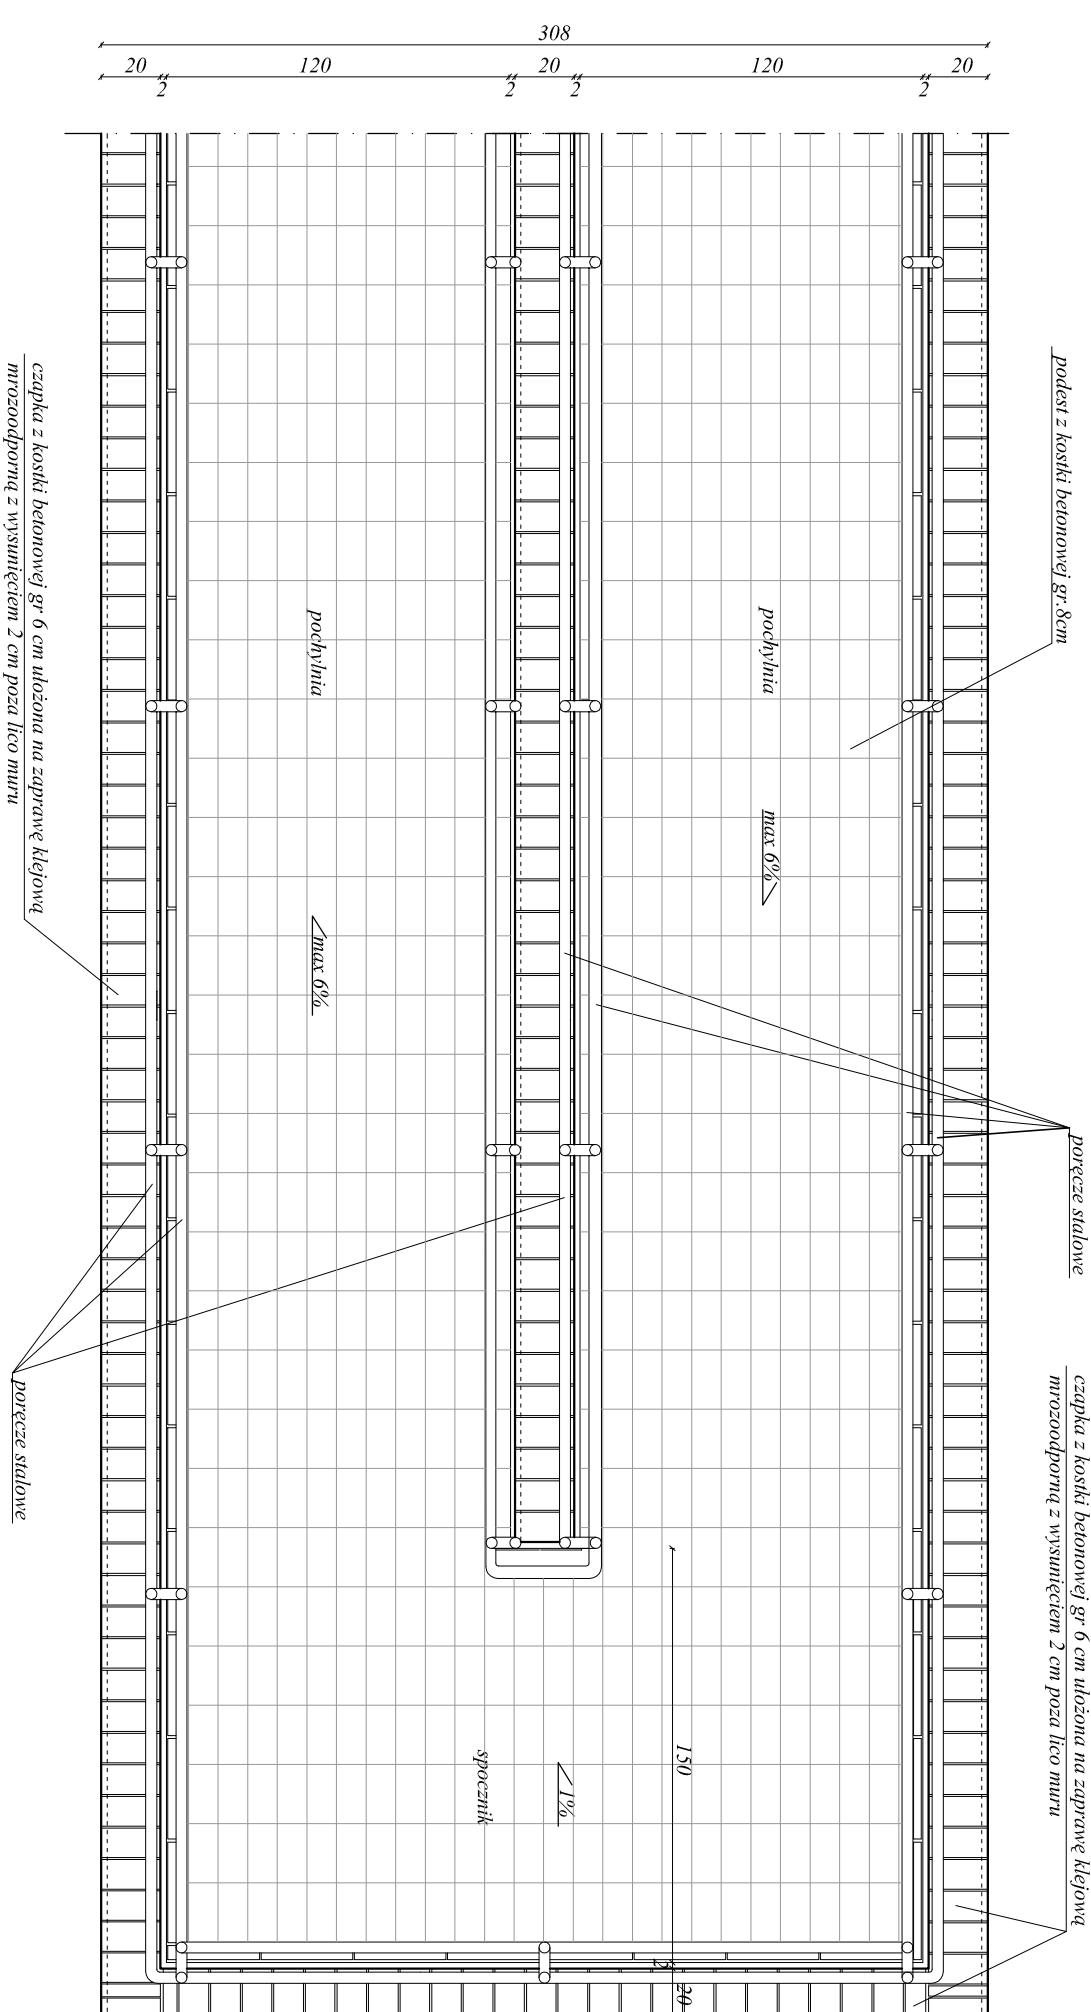 308
20
120
20
120
20
2
2
2
2
podest z kostki betonowej gr.8cm
czapka z kostki betonowej gr 6 cm ułożona na zaprawę klejową
mrozoodporną z wysunięciem 2 cm poza lico muru
pochylnia
pochylnia
max 6%
max 6%
poręcze stalowe
poręcze stalowe
czapka z kostki betonowej gr 6 cm ułożona na zaprawę klejową
mrozoodporną z wysunięciem 2 cm poza lico muru
150
1%
spocznik
2
20